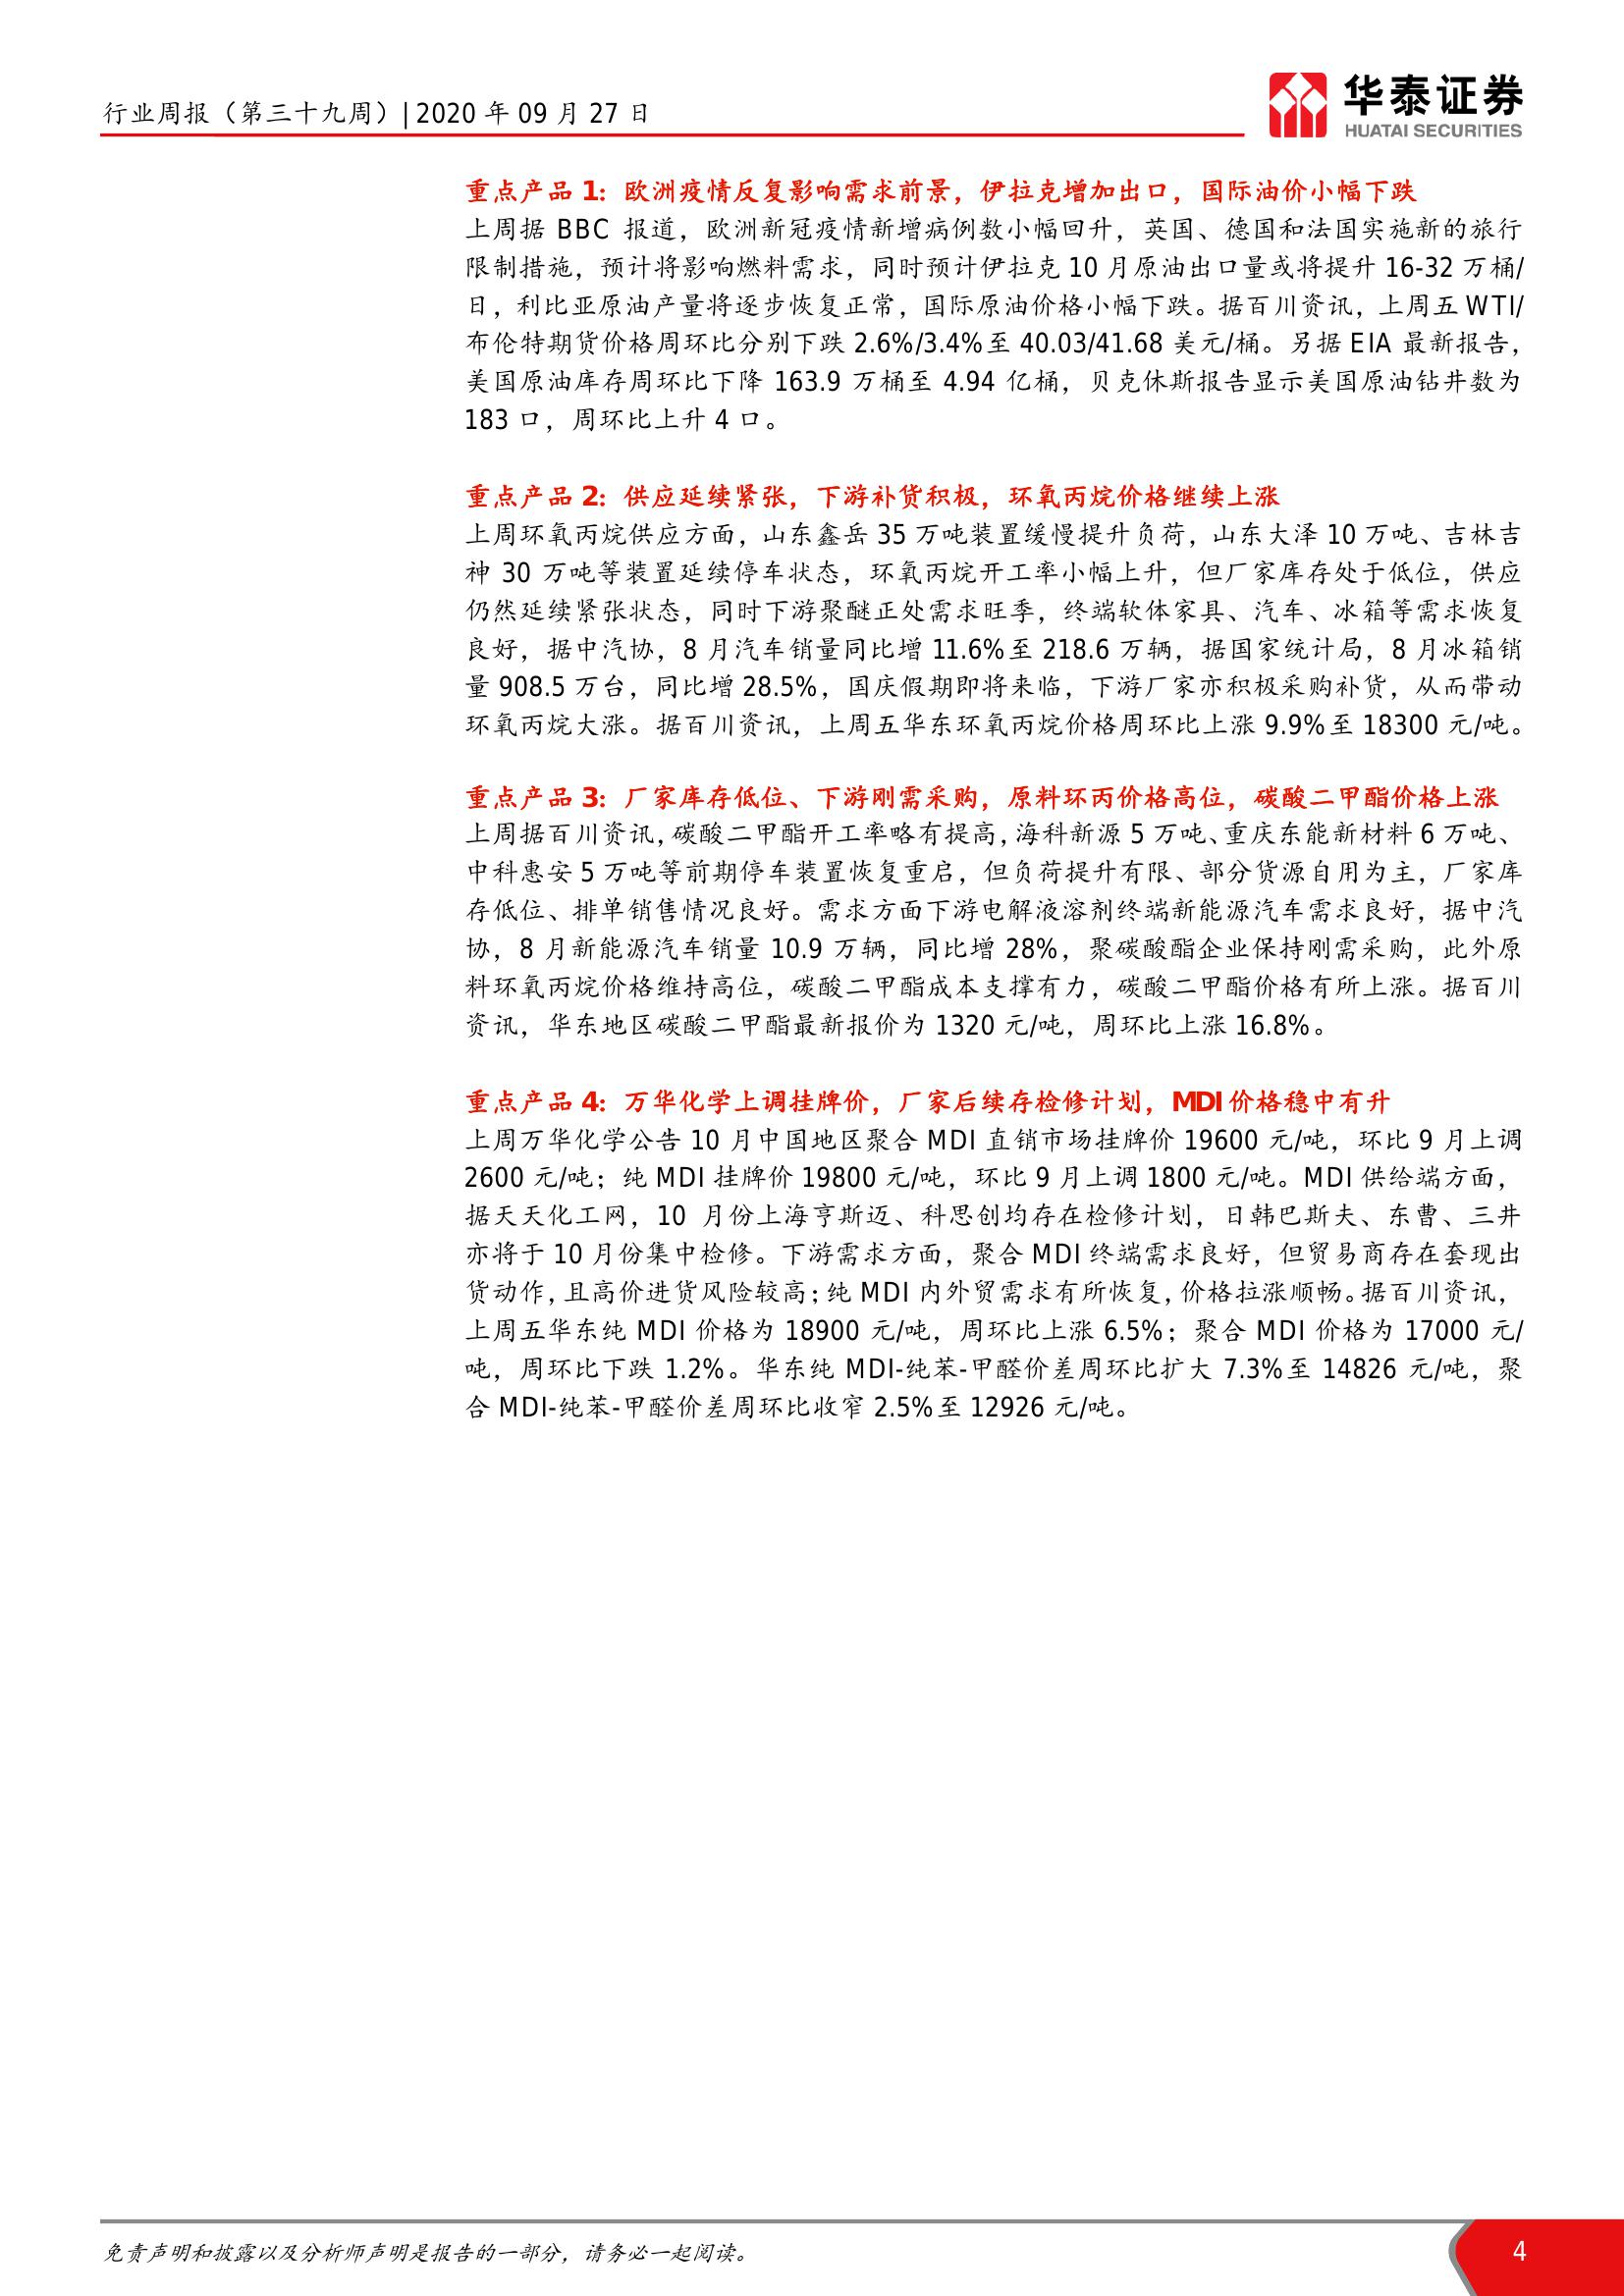 行业周报（第三十九周）| 2020 年 09 月 27 日
华泰证券
HUATAI SECURITIES
重点产品 1：欧洲疫情反复影响需求前景，伊拉克增加出口，国际油价小幅下跌
上周据 BBC 报道，欧洲新冠疫情新增病例数小幅回升，英国、德国和法国实施新的旅行
限制措施，预计将影响燃料需求，同时预计伊拉克 10 月原油出口量或将提升 16-32 万桶/
日，利比亚原油产量将逐步恢复正常，国际原油价格小幅下跌。据百川资讯，上周五 WTI/
布伦特期货价格周环比分别下跌 2.6%/3.4%至 40.03/41.68 美元/桶。另据 EIA 最新报告，
美国原油库存周环比下降 163.9 万桶至 4.94 亿桶，贝克休斯报告显示美国原油钻井数为
183 口，周环比上升 4 口。
重点产品 2：供应延续紧张，下游补货积极，环氧丙烷价格继续上涨
上周环氧丙烷供应方面，山东鑫岳 35 万吨装置缓慢提升负荷，山东大泽 10 万吨、吉林吉
神 30 万吨等装置延续停车状态，环氧丙烷开工率小幅上升，但厂家库存处于低位，供应
仍然延续紧张状态，同时下游聚醚正处需求旺季，终端软体家具、汽车、冰箱等需求恢复
良好，据中汽协，8 月汽车销量同比增 11.6%至 218.6 万辆，据国家统计局，8 月冰箱销
量 908.5 万台，同比增 28.5%，国庆假期即将来临，下游厂家亦积极采购补货，从而带动
环氧丙烷大涨。据百川资讯，上周五华东环氧丙烷价格周环比上涨 9.9%至 18300 元/吨。
重点产品 3：厂家库存低位、下游刚需采购，原料环丙价格高位，碳酸二甲酯价格上涨
上周据百川资讯，碳酸二甲酯开工率略有提高，海科新源 5 万吨、重庆东能新材料 6 万吨、
中科惠安 5 万吨等前期停车装置恢复重启，但负荷提升有限、部分货源自用为主，厂家库
存低位、排单销售情况良好。需求方面下游电解液溶剂终端新能源汽车需求良好，据中汽
协，8 月新能源汽车销量 10.9 万辆，同比增 28%，聚碳酸酯企业保持刚需采购，此外原
料环氧丙烷价格维持高位，碳酸二甲酯成本支撑有力，碳酸二甲酯价格有所上涨。据百川
资讯，华东地区碳酸二甲酯最新报价为 1320 元/吨，周环比上涨 16.8%。
重点产品 4：万华化学上调挂牌价，厂家后续存检修计划，MDI 价格稳中有升
上周万华化学公告 10 月中国地区聚合 MDI 直销市场挂牌价 19600 元/吨，环比 9 月上调
2600 元/吨；纯 MDI 挂牌价 19800 元/吨，环比 9 月上调 1800 元/吨。MDI 供给端方面，
据天天化工网，10 月份上海亨斯迈、科思创均存在检修计划，日韩巴斯夫、东曹、三井
亦将于 10 月份集中检修。下游需求方面，聚合 MDI 终端需求良好，但贸易商存在套现出
货动作，且高价进货风险较高；纯 MDI 内外贸需求有所恢复，价格拉涨顺畅。据百川资讯，
上周五华东纯 MDI 价格为 18900 元/吨，周环比上涨 6.5%；聚合 MDI 价格为 17000 元/
吨，周环比下跌 1.2%。华东纯 MDI-纯苯-甲醛价差周环比扩大 7.3%至 14826 元/吨，聚
合 MDI-纯苯-甲醛价差周环比收窄 2.5%至 12926 元/吨。
免责声明和披露以及分析师声明是报告的一部分，请务必一起阅读。
4